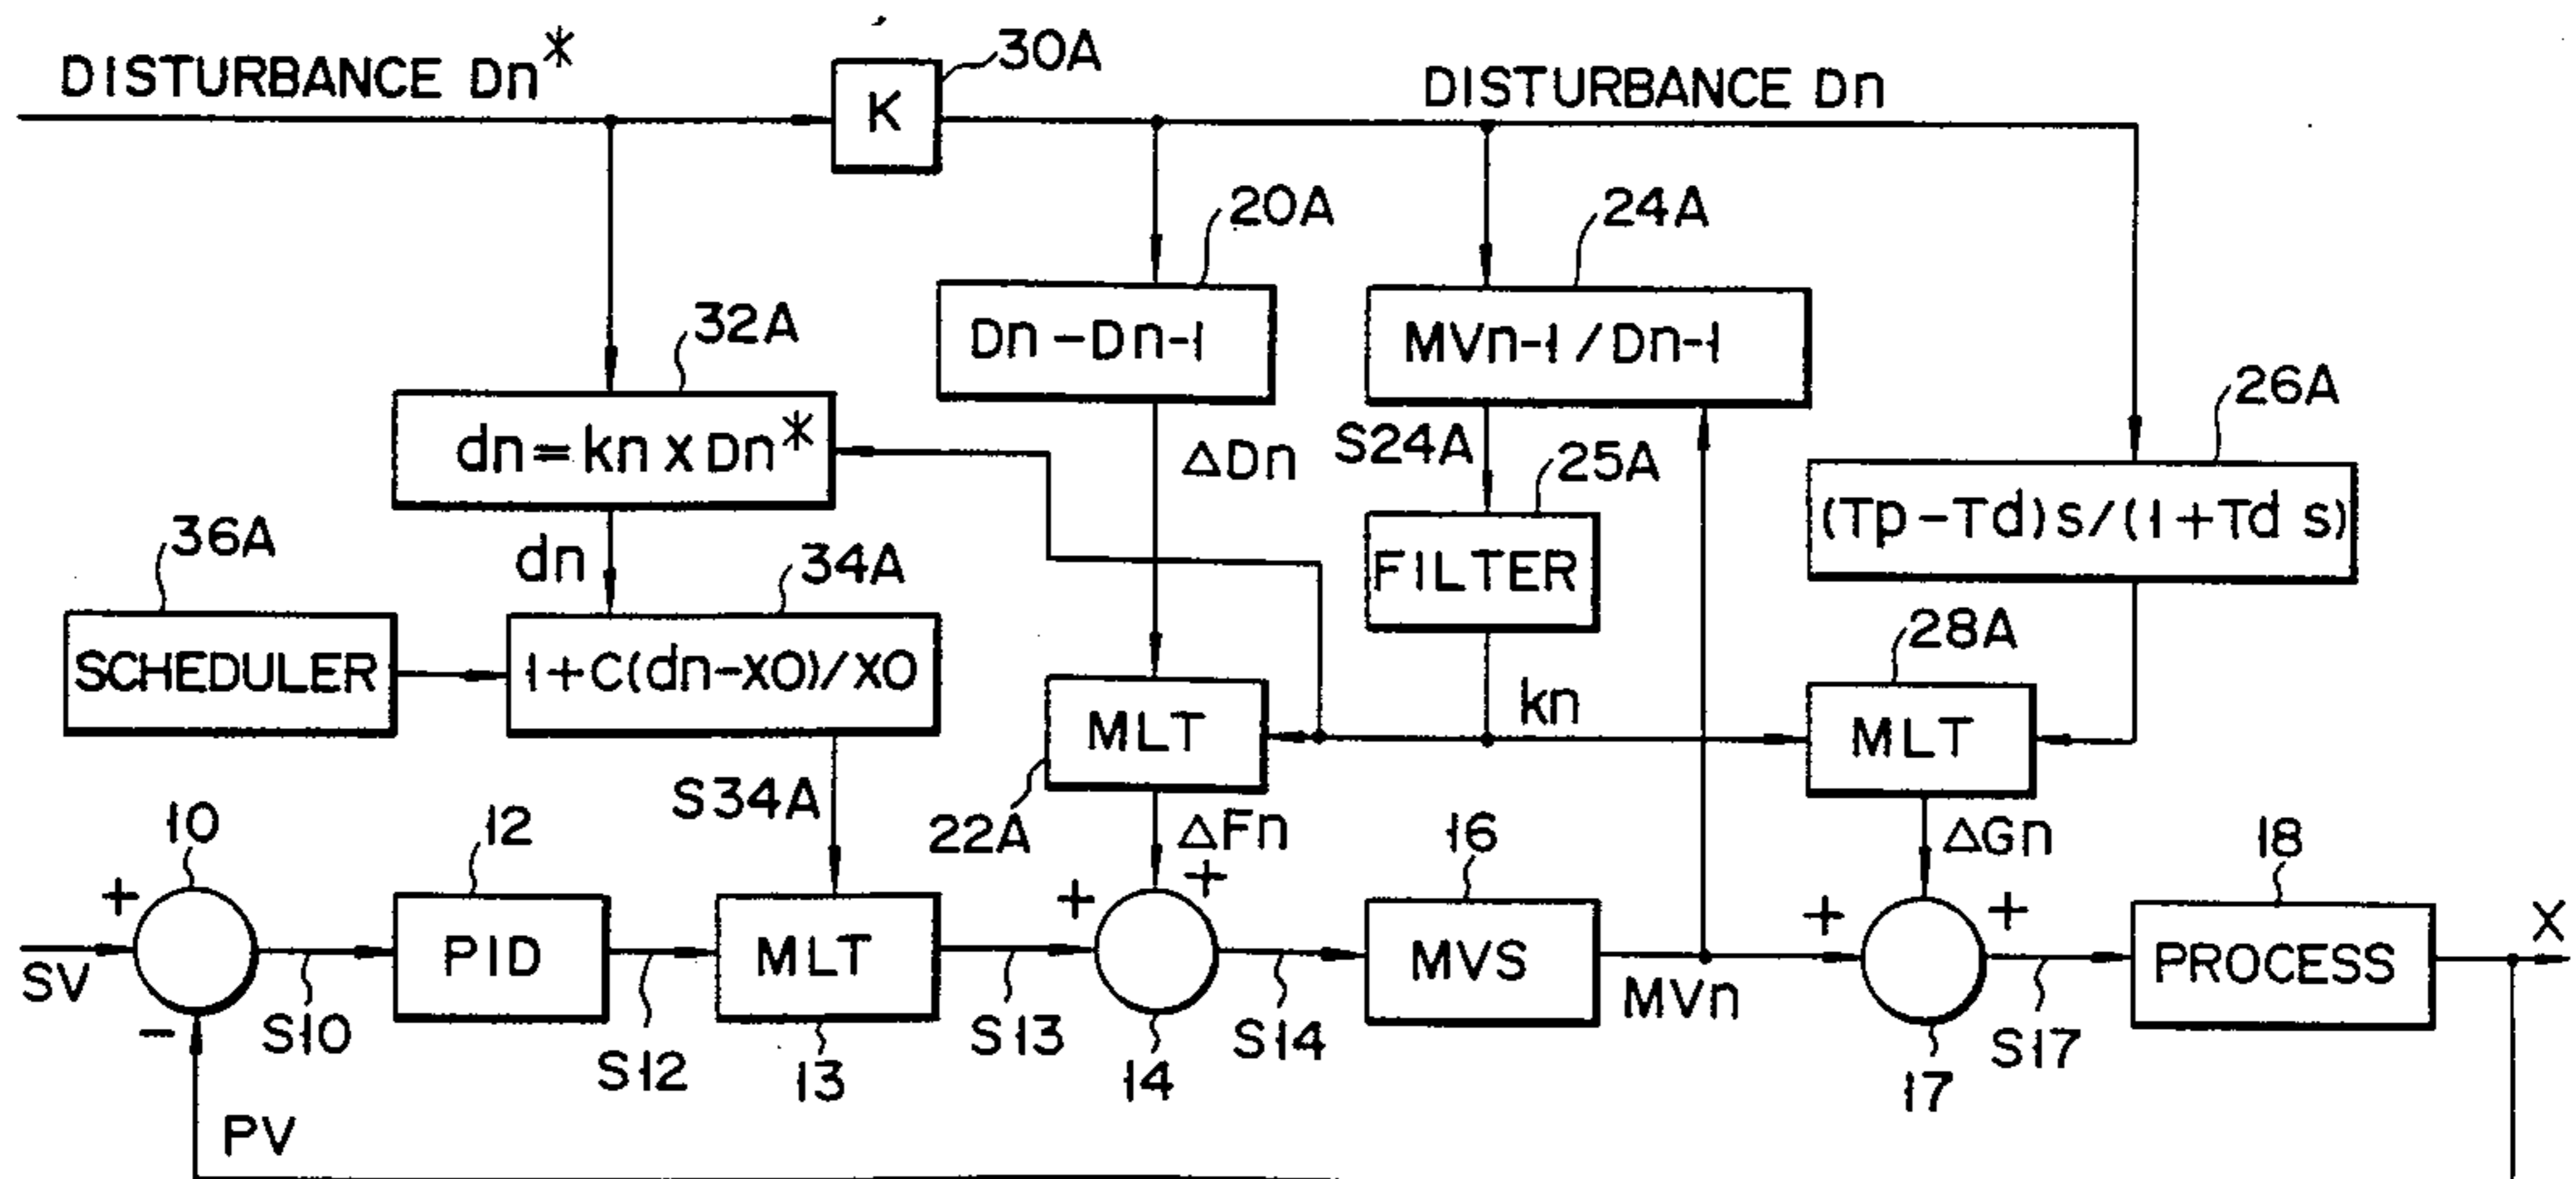 DISTURBANCE Dn*
K
30A
DISTURBANCE Dn
20A
24A
32A
Dn-Dn-1
MVn-1/Dn-1
26A
dn=kn x Dn*
ΔDn
S24A
25A
(Tp-Td)s/(1+Td s)
36A
dn
34A
FILTER
28A
SCHEDULER
1+C(dn-X0)/X0
MLT
kn
MLT
S34A
22A
ΔFn
ΔGn
10
12
16
18
+
+
+
+
+
SV
PID
MLT
MVS
MVn
PROCESS
X
-
S10
S12
13
S13
14
S14
17
S17
PV